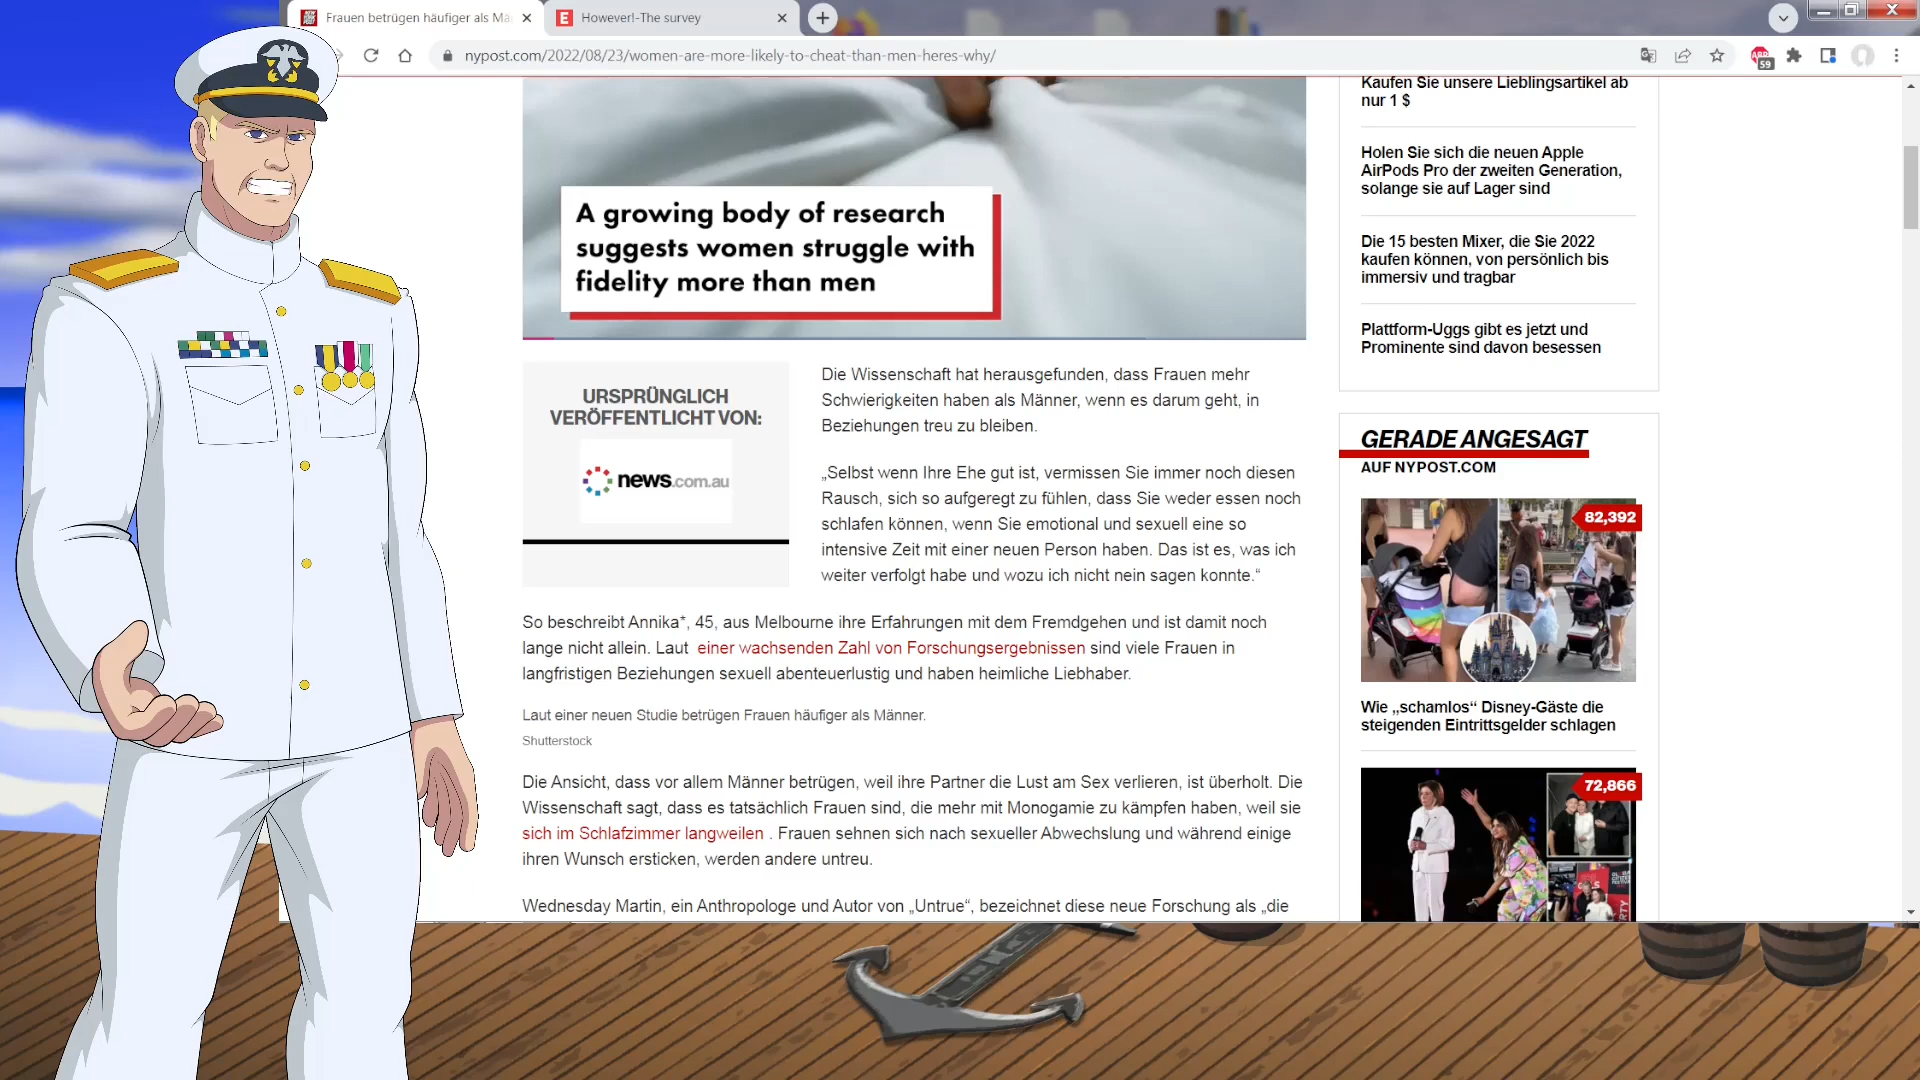 Frauen betrügen häufiger als Mä
However!-The survey
nypost.com/2022/08/23/women-are-more-likely-to-cheat-than-men-heres-why/
ABP
59
A growing body of research
suggests women struggle with
fidelity more than men
URSPRÜNGLICH
VERÖFFENTLICHT VON:
news.com.au
Die Wissenschaft hat herausgefunden, dass Frauen mehr
Schwierigkeiten haben als Männer, wenn es darum geht, in
Beziehungen treu zu bleiben.
„Selbst wenn Ihre Ehe gut ist, vermissen Sie immer noch diesen
Rausch, sich so aufgeregt zu fühlen, dass Sie weder essen noch
schlafen können, wenn Sie emotional und sexuell eine so
intensive Zeit mit einer neuen Person haben. Das ist es, was ich
weiter verfolgt habe und wozu ich nicht nein sagen konnte.“
So beschreibt Annika*, 45, aus Melbourne ihre Erfahrungen mit dem Fremdgehen und ist damit noch
lange nicht allein. Laut einer wachsenden Zahl von Forschungsergebnissen sind viele Frauen in
langfristigen Beziehungen sexuell abenteuerlustig und haben heimliche Liebhaber.
Laut einer neuen Studie betrügen Frauen häufiger als Männer.
Shutterstock
Die Ansicht, dass vor allem Männer betrügen, weil ihre Partner die Lust am Sex verlieren, ist überholt. Die
Wissenschaft sagt, dass es tatsächlich Frauen sind, die mehr mit Monogamie zu kämpfen haben, weil sie
sich im Schlafzimmer langweilen . Frauen sehnen sich nach sexueller Abwechslung und während einige
ihren Wunsch ersticken, werden andere untreu.
Wednesday Martin, ein Anthropologe und Autor von „Untrue“, bezeichnet diese neue Forschung als „die
Kaufen Sie unsere Lieblingsartikel ab
nur 1 $
Holen Sie sich die neuen Apple
AirPods Pro der zweiten Generation,
solange sie auf Lager sind
Die 15 besten Mixer, die Sie 2022
kaufen können, von persönlich bis
immersiv und tragbar
Plattform-Uggs gibt es jetzt und
Prominente sind davon besessen
GERADE ANGESAGT
AUF NYPOST.COM
82,392
Wie „schamlos“ Disney-Gäste die
steigenden Eintrittsgelder schlagen
72,866